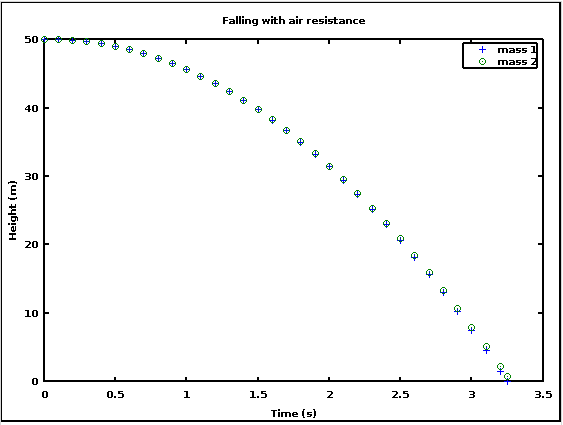 Falling with air resistance
mass 1
mass 2
50
40
30
20
10
0
Height (m)
0 0.5 1 1.5 2 2.5 3 3.5
Time (s)